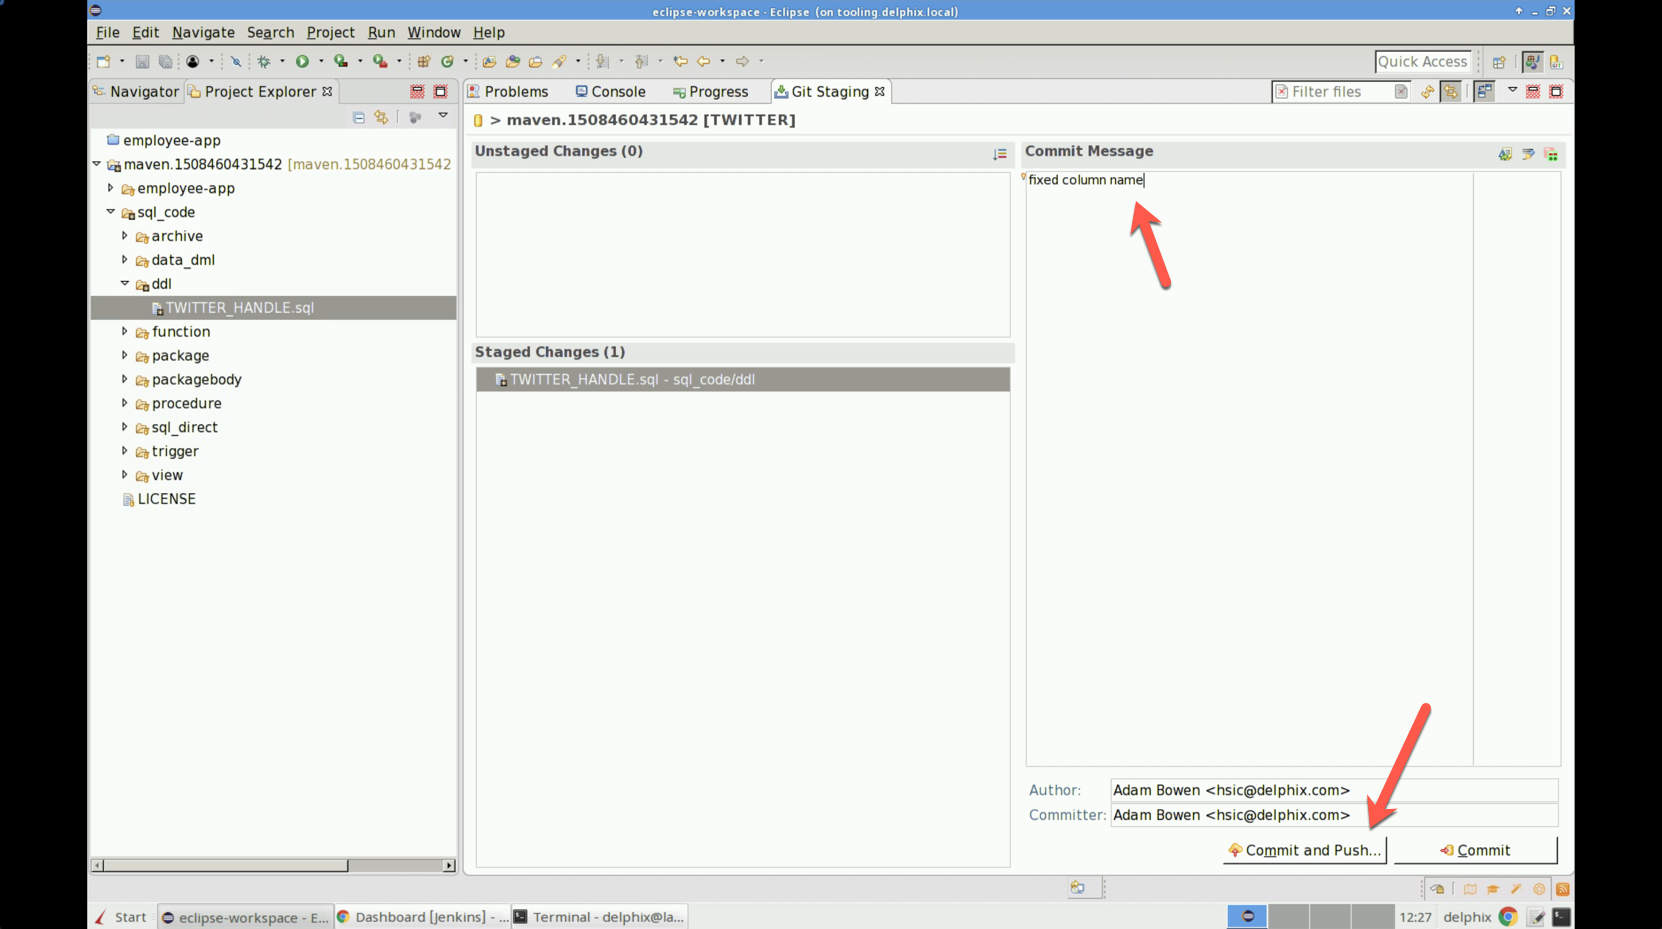 eclipse-workspace - Eclipse (on tooling.delphix.local)
File Edit Navigate Search Project Run Window Help
Quick Access
Navigator Project Explorer
employee-app
maven.1508460431542 [maven.1508460431542
employee-app
sql_code
archive
data_dml
ddl
TWITTER_HANDLE.sql
function
package
packagebody
procedure
sql_direct
trigger
view
LICENSE
Problems Console Progress Git Staging Filter files
> maven.1508460431542 [TWITTER]
Unstaged Changes (0)
Staged Changes (1)
TWITTER_HANDLE.sql - sql_code/ddl
Commit Message
fixed column name
Author: Adam Bowen <hsic@delphix.com>
Committer: Adam Bowen <hsic@delphix.com>
Commit and Push... Commit
Start eclipse-workspace - E... Dashboard [Jenkins] - ... Terminal - delphix@la... 12:27 delphix